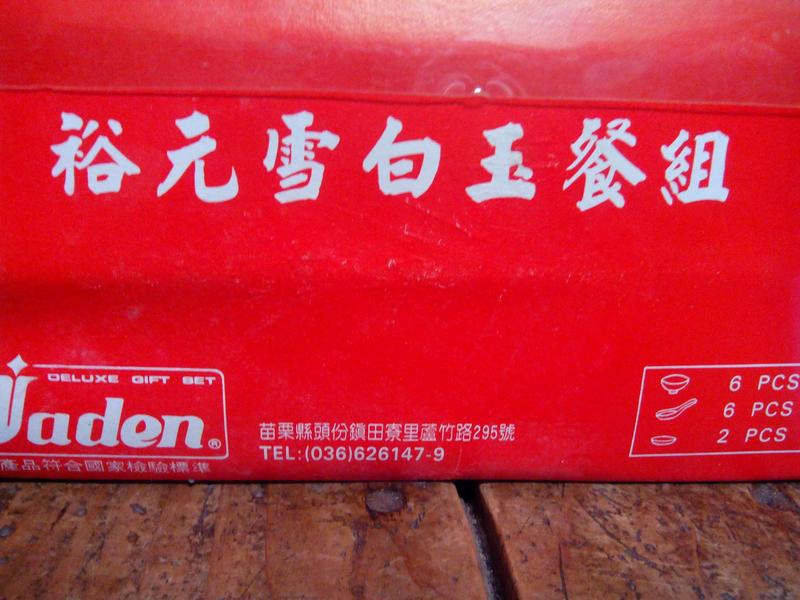 裕元雪白玉餐組
DELUXE GIFT SET
aden®
產品符合國家檢驗標準
苗栗縣頭份鎭田寮里蘆竹路295號
TEL:(036)626147-9
6 PCS
6 PCS
2 PCS